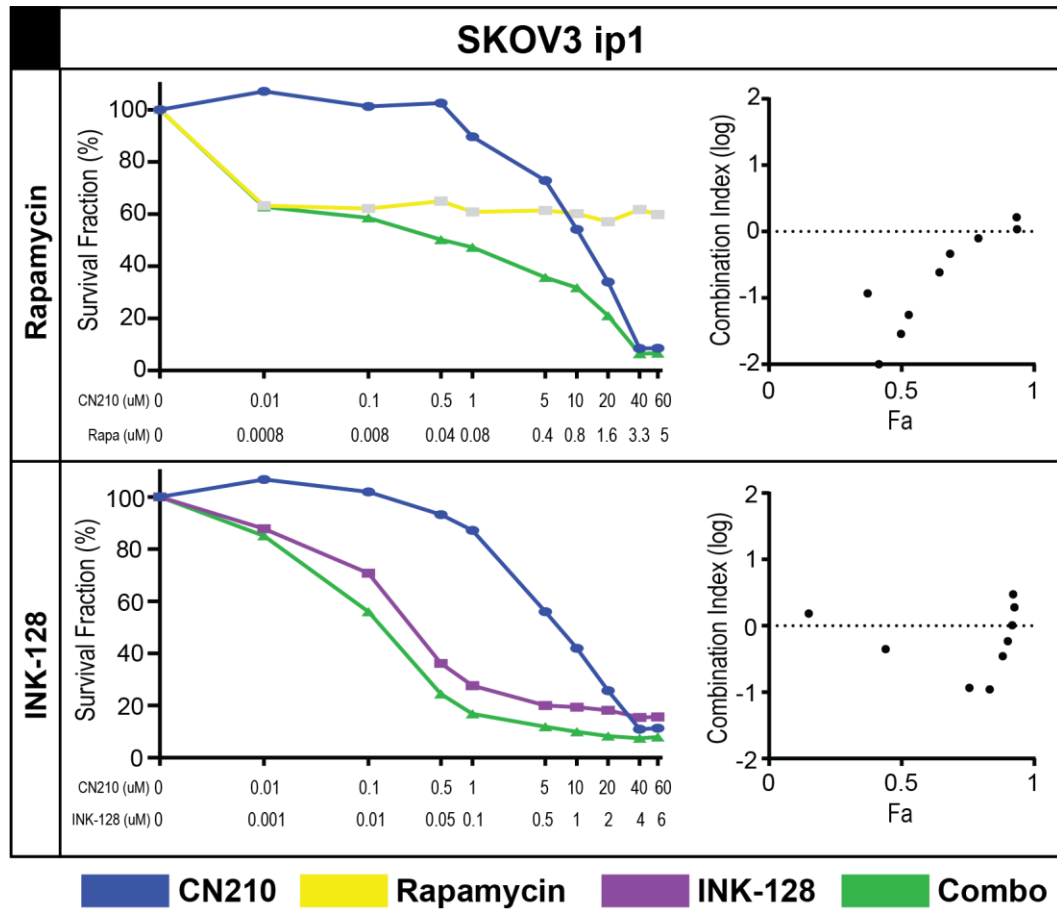 SKOV3 ip1
Rapamycin
Survival Fraction (%)
100
80
60
40
20
0
CN210 (uM) 0 0.01 0.1 0.5 1 5 10 20 40 60
Rapa (uM) 0 0.0008 0.008 0.04 0.08 0.4 0.8 1.6 3.3 5
Combination Index (log)
2
1
0
-1
-2
0 0.5 1
Fa
INK-128
Survival Fraction (%)
100
80
60
40
20
0
CN210 (uM) 0 0.01 0.1 0.5 1 5 10 20 40 60
INK-128 (uM) 0 0.001 0.01 0.05 0.1 0.5 1 2 4 6
Combination Index (log)
2
1
0
-1
-2
0 0.5 1
Fa
CN210 Rapamycin INK-128 Combo